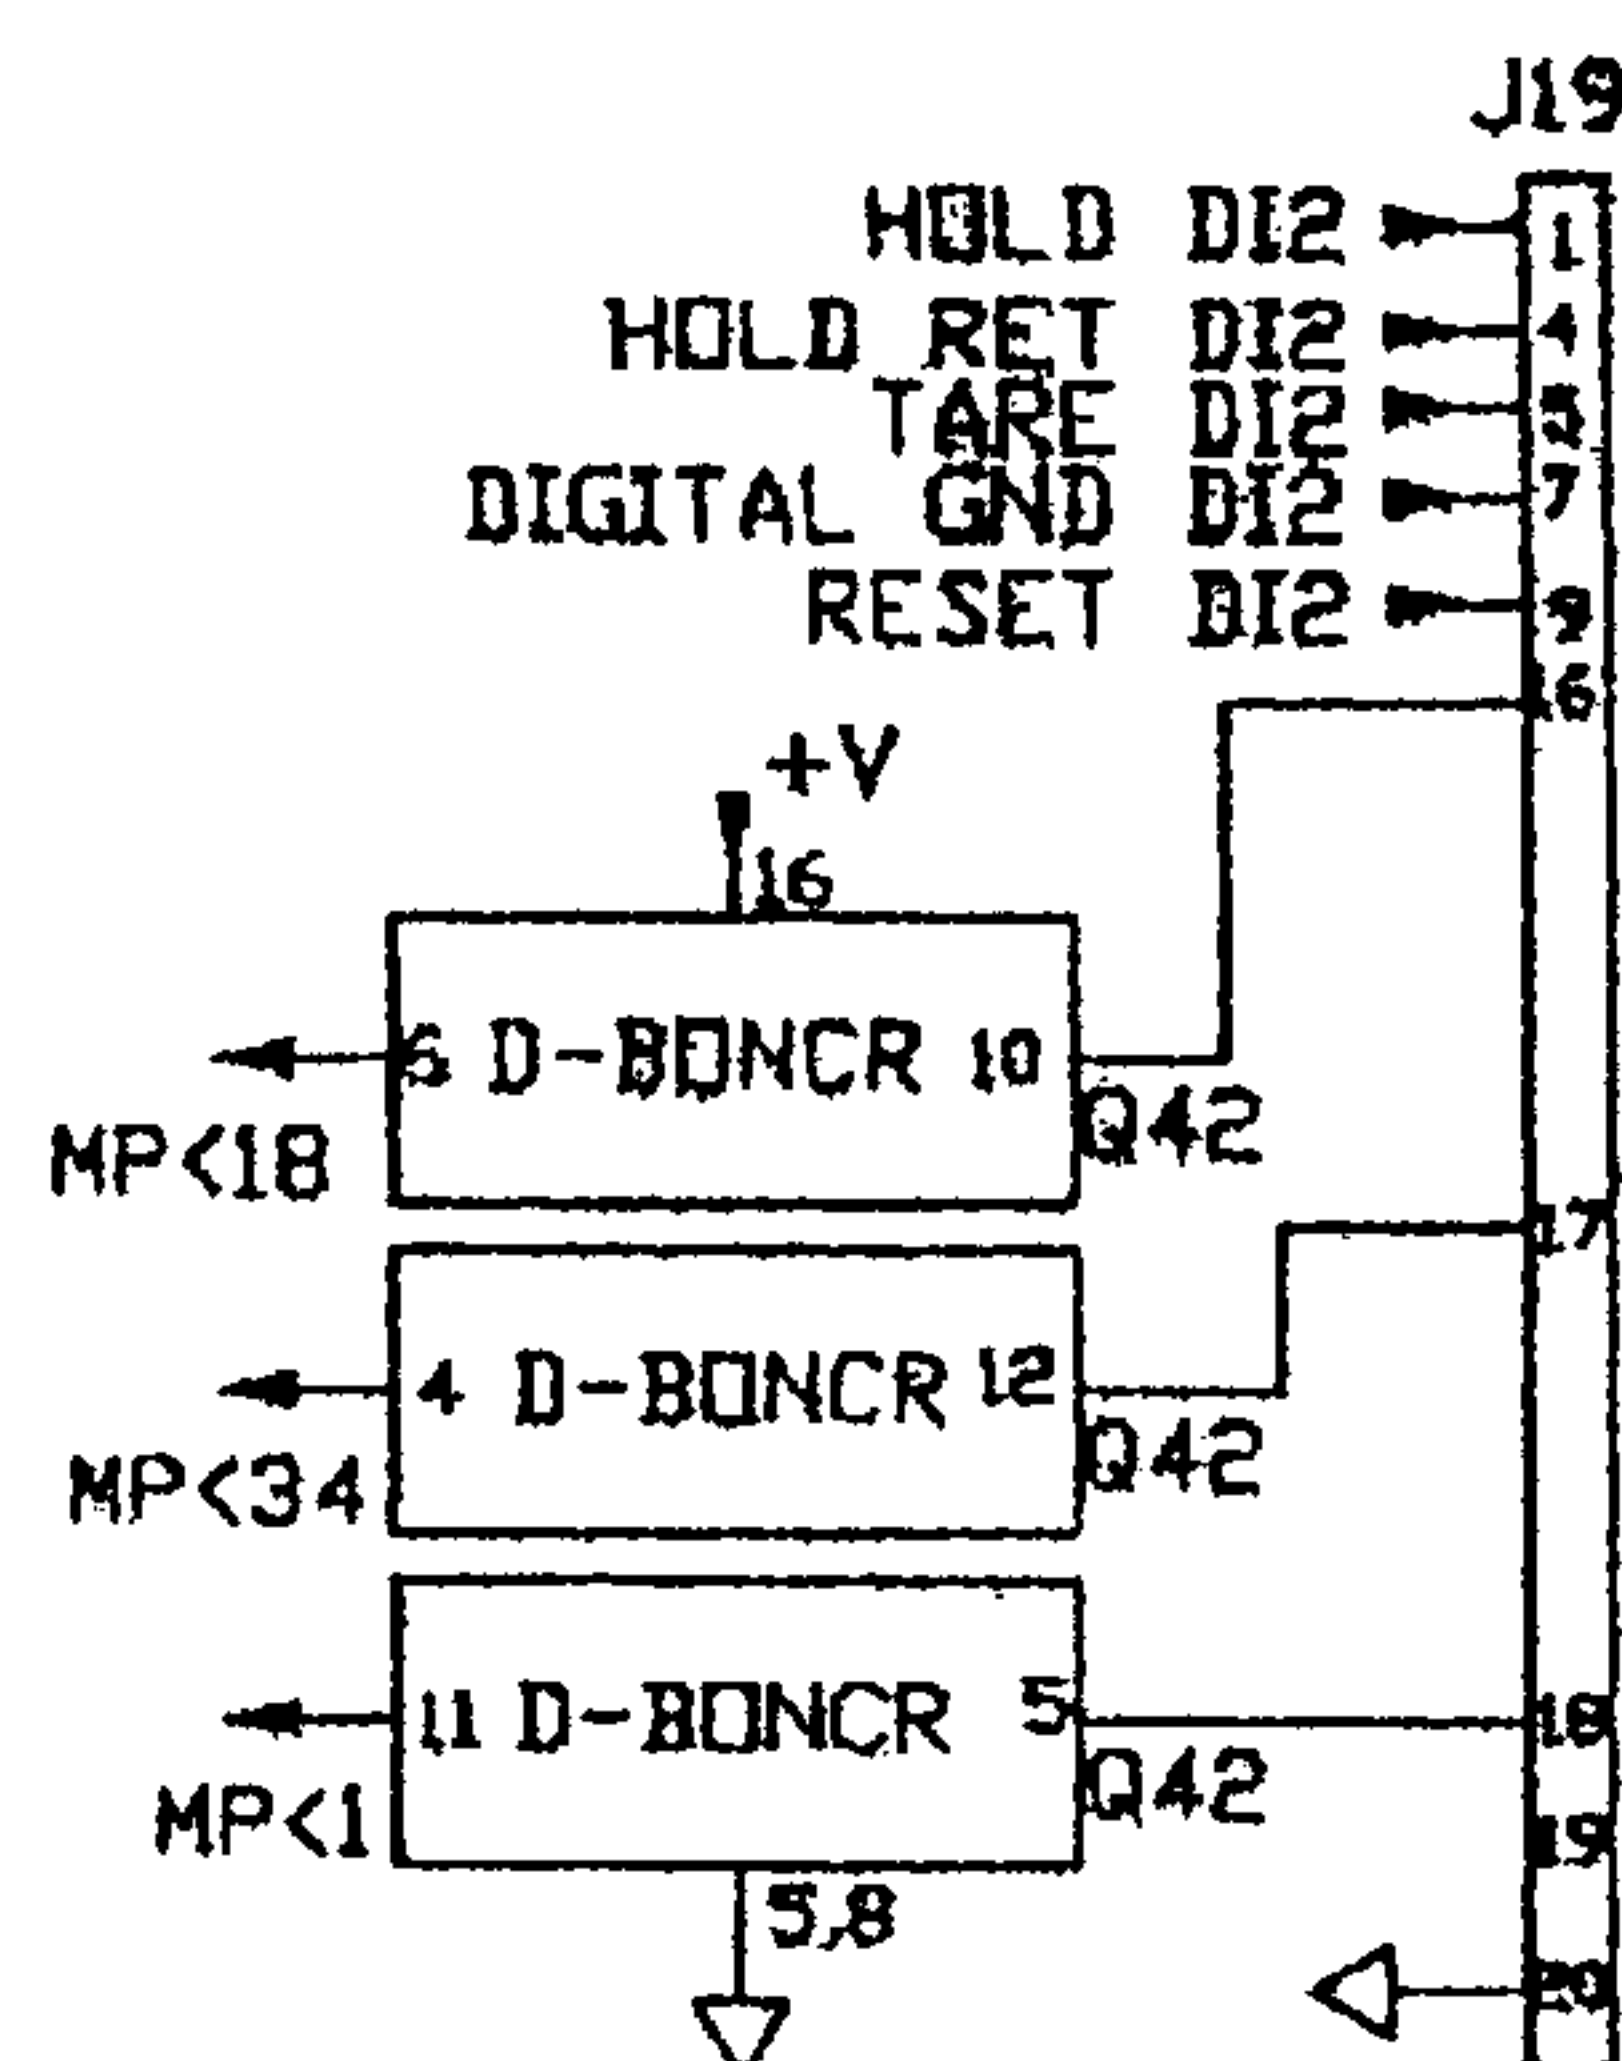 J19
HOLD DI2 1
HOLD RET DI2 4
TARE DI2 5
DIGITAL GND DI2 7
RESET DI2 9
16
+V
16
6 D-BONCR 10
Q42
MP<18
17
4 D-BONCR 12
Q42
MP<34
11 D-BONCR 5
18
Q42
MP<1
19
5,8
20